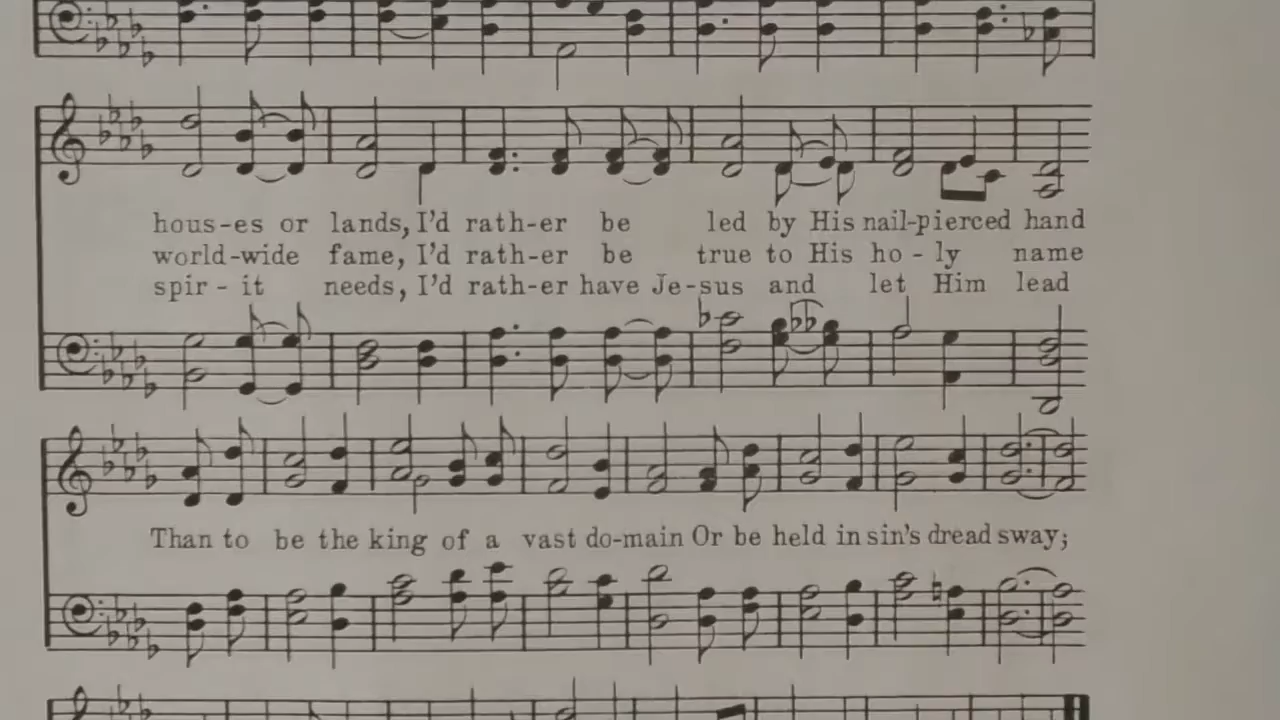 hous-es or lands, I'd rath-er be led by His nail-pierced hand
world-wide fame, I'd rath-er be true to His ho - ly name
spir - it needs, I'd rath-er have Je-sus and let Him lead
Than to be the king of a vast do-main Or be held in sin's dread sway;